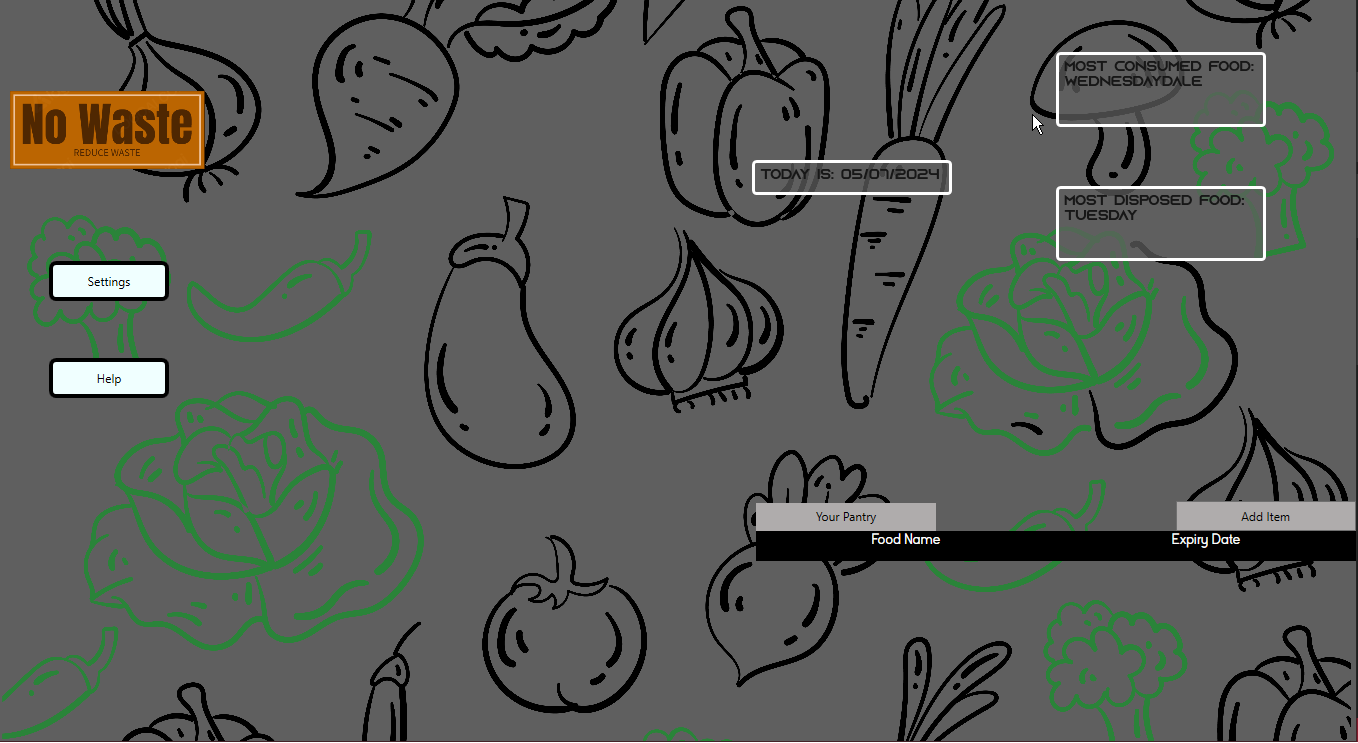 No Waste
REDUCE WASTE
Settings
Help
TODAY IS: 05/07/2024
MOST CONSUMED FOOD:
WEDNESDAYDALE
MOST DISPOSED FOOD:
TUESDAY
Your Pantry
Add Item
Food Name
Expiry Date